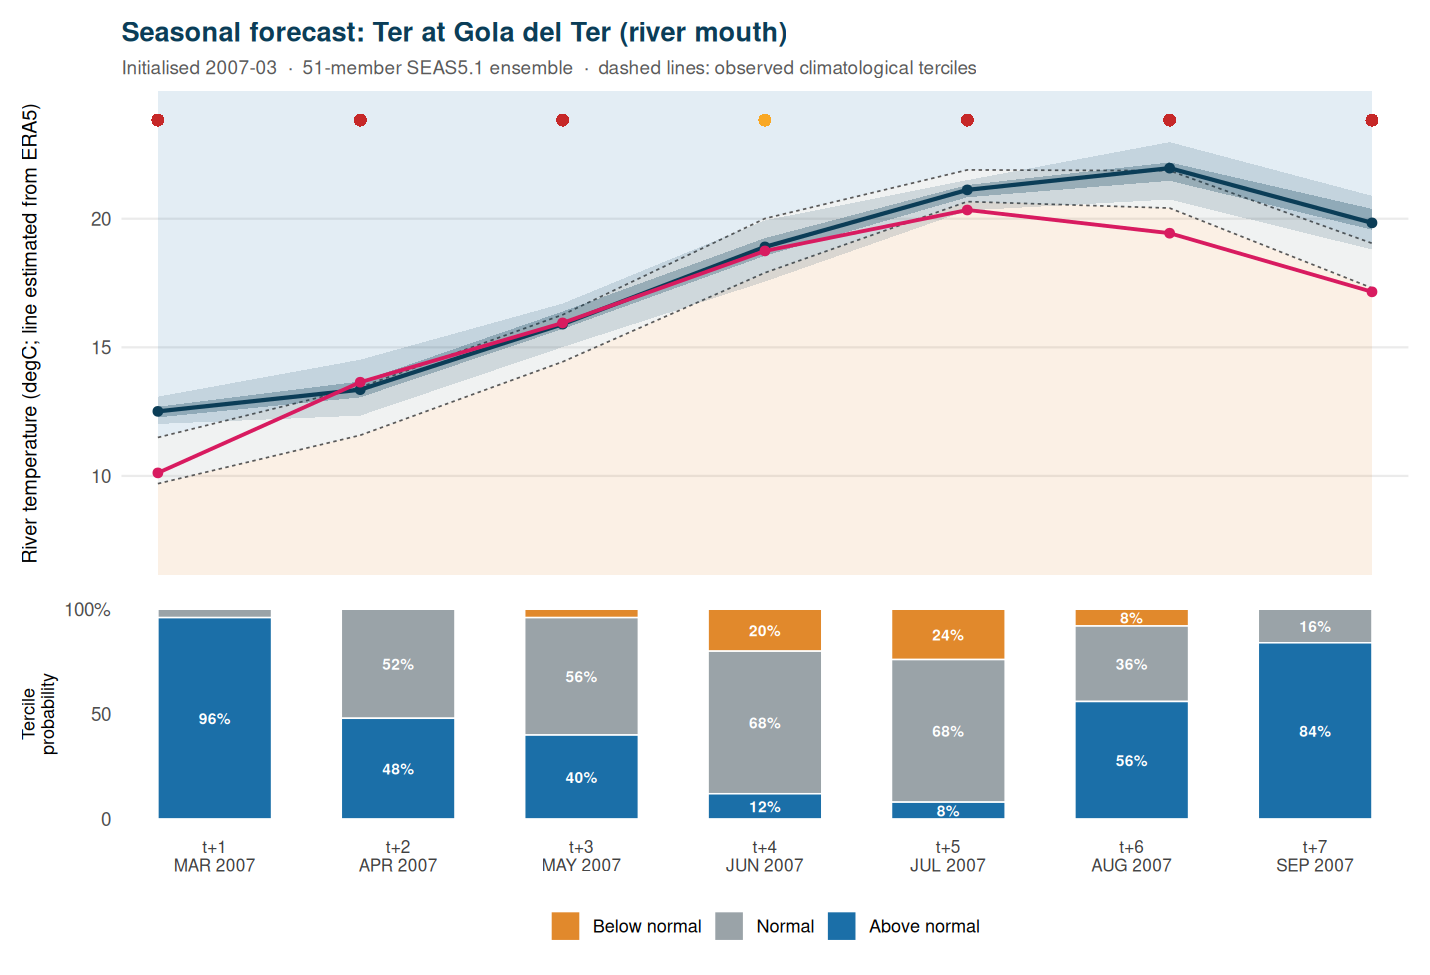 Seasonal forecast: Ter at Gola del Ter (river mouth)
Initialised 2007-03 · 51-member SEAS5.1 ensemble · dashed lines: observed climatological terciles
River temperature (degC; line estimated from ERA5)
20
15
10
Tercile
probability
100%
50
0
96%
52%
48%
56%
40%
20%
68%
12%
24%
68%
8%
8%
36%
56%
16%
84%
t+1
MAR 2007
t+2
APR 2007
t+3
MAY 2007
t+4
JUN 2007
t+5
JUL 2007
t+6
AUG 2007
t+7
SEP 2007
Below normal
Normal
Above normal